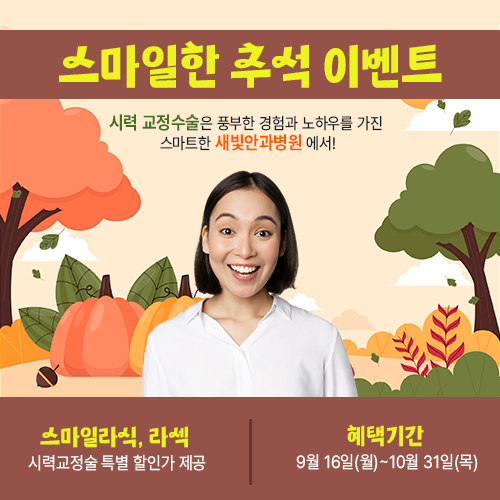 스마일한 추석 이벤트
시력 교정수술은 풍부한 경험과 노하우를 가진
스마트한 새빛안과병원 에서!
스마일라식, 라섹
시력교정술 특별 할인가 제공
혜택기간
9월 16일(월)~10월 31일(목)